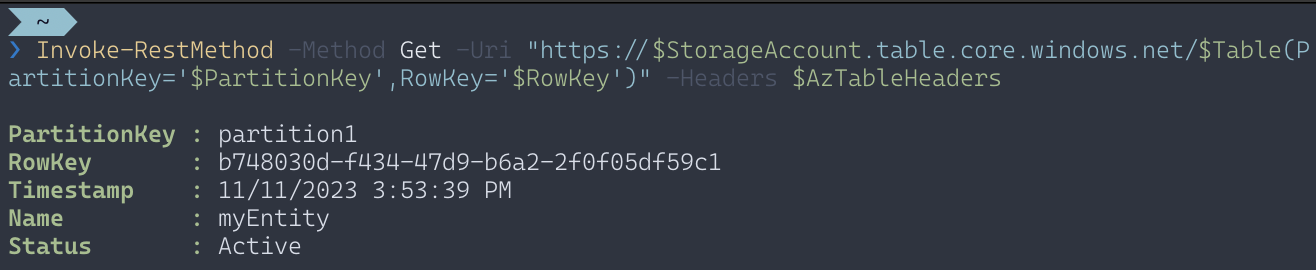 ~
❯ Invoke-RestMethod -Method Get -Uri "https://$StorageAccount.table.core.windows.net/$Table(P
artitionKey='$PartitionKey',RowKey='$RowKey')" -Headers $AzTableHeaders
PartitionKey : partition1
RowKey       : b748030d-f434-47d9-b6a2-2f0f05df59c1
Timestamp    : 11/11/2023 3:53:39 PM
Name         : myEntity
Status       : Active